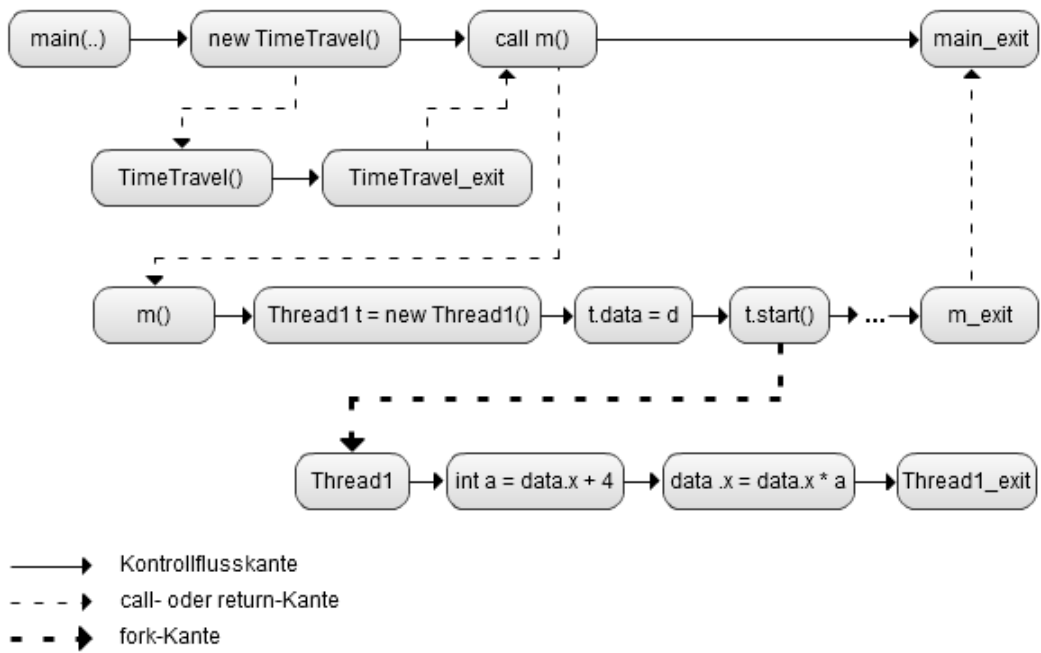 main(..)
new TimeTravel()
call m()
main_exit
TimeTravel()
TimeTravel_exit
m()
Thread1 t = new Thread1()
t.data = d
t.start()
...
m_exit
Thread1
int a = data.x + 4
data .x = data.x * a
Thread1_exit
Kontrollflusskante
call- oder return-Kante
fork-Kante